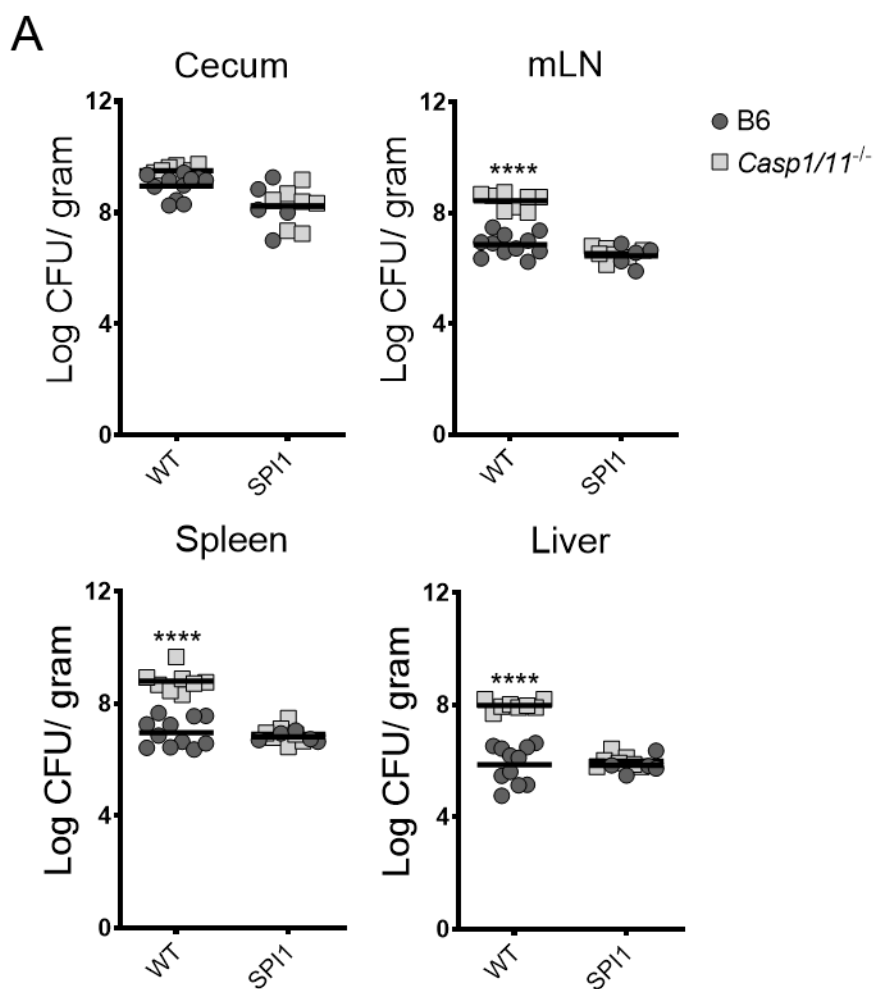 A
Cecum
12
8
4
0
Log CFU/ gram
WT
SPI1
mLN
12
8
4
0
Log CFU/ gram
****
WT
SPI1
B6
Casp1/11-/-
Spleen
12
8
4
0
Log CFU/ gram
****
WT
SPI1
Liver
12
8
4
0
Log CFU/ gram
****
WT
SPI1